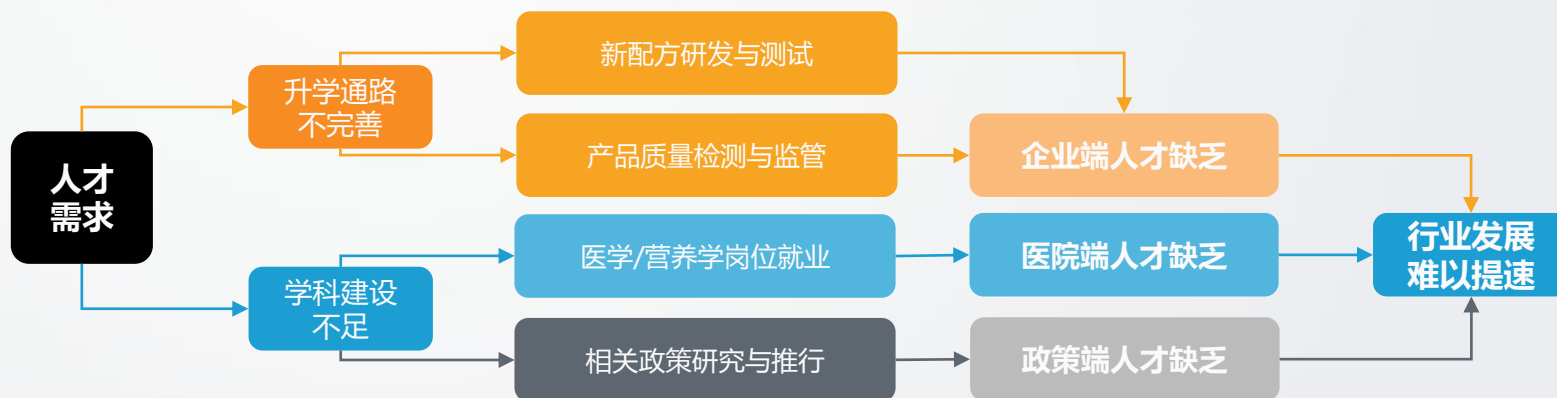 人才
需求
升学通路
不完善
学科建设
不足
新配方研发与测试
产品质量检测与监管
医学/营养学岗位就业
相关政策研究与推行
企业端人才缺乏
医院端人才缺乏
政策端人才缺乏
行业发展
难以提速